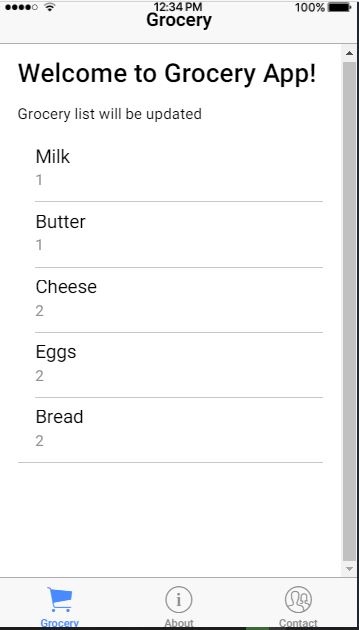 12:34 PM
100%
Grocery
Welcome to Grocery App!
Grocery list will be updated
Milk
1
Butter
1
Cheese
2
Eggs
2
Bread
2
Grocery
About
Contact